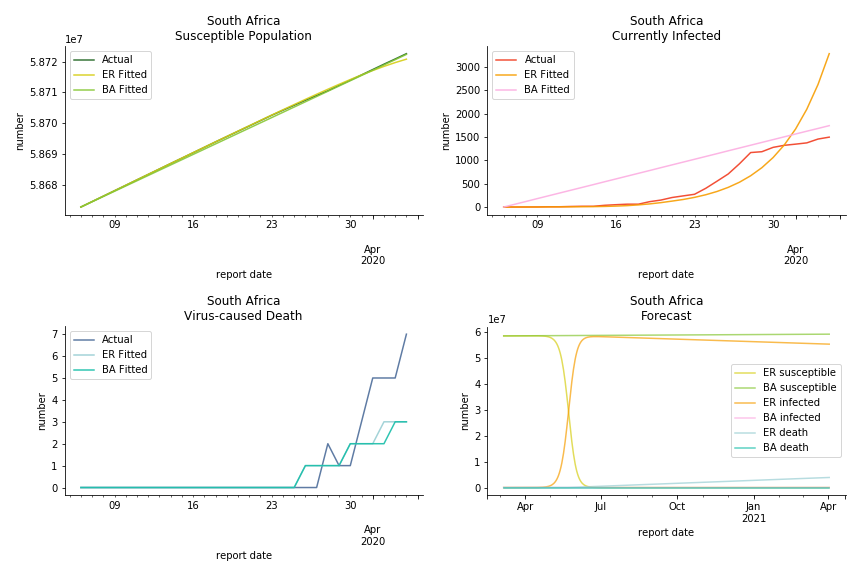 South Africa
Susceptible Population
1e7
number
5.872
5.871
5.870
5.869
5.868
Actual
ER Fitted
BA Fitted
09 16 23 30
Apr
2020
report date
South Africa
Currently Infected
number
3000
2500
2000
1500
1000
500
0
Actual
ER Fitted
BA Fitted
09 16 23 30
Apr
2020
report date
South Africa
Virus-caused Death
number
7
6
5
4
3
2
1
0
Actual
ER Fitted
BA Fitted
09 16 23 30
Apr
2020
report date
South Africa
Forecast
1e7
number
6
5
4
3
2
1
0
ER susceptible
BA susceptible
ER infected
BA infected
ER death
BA death
Apr Jul Oct Jan Apr
2021
report date